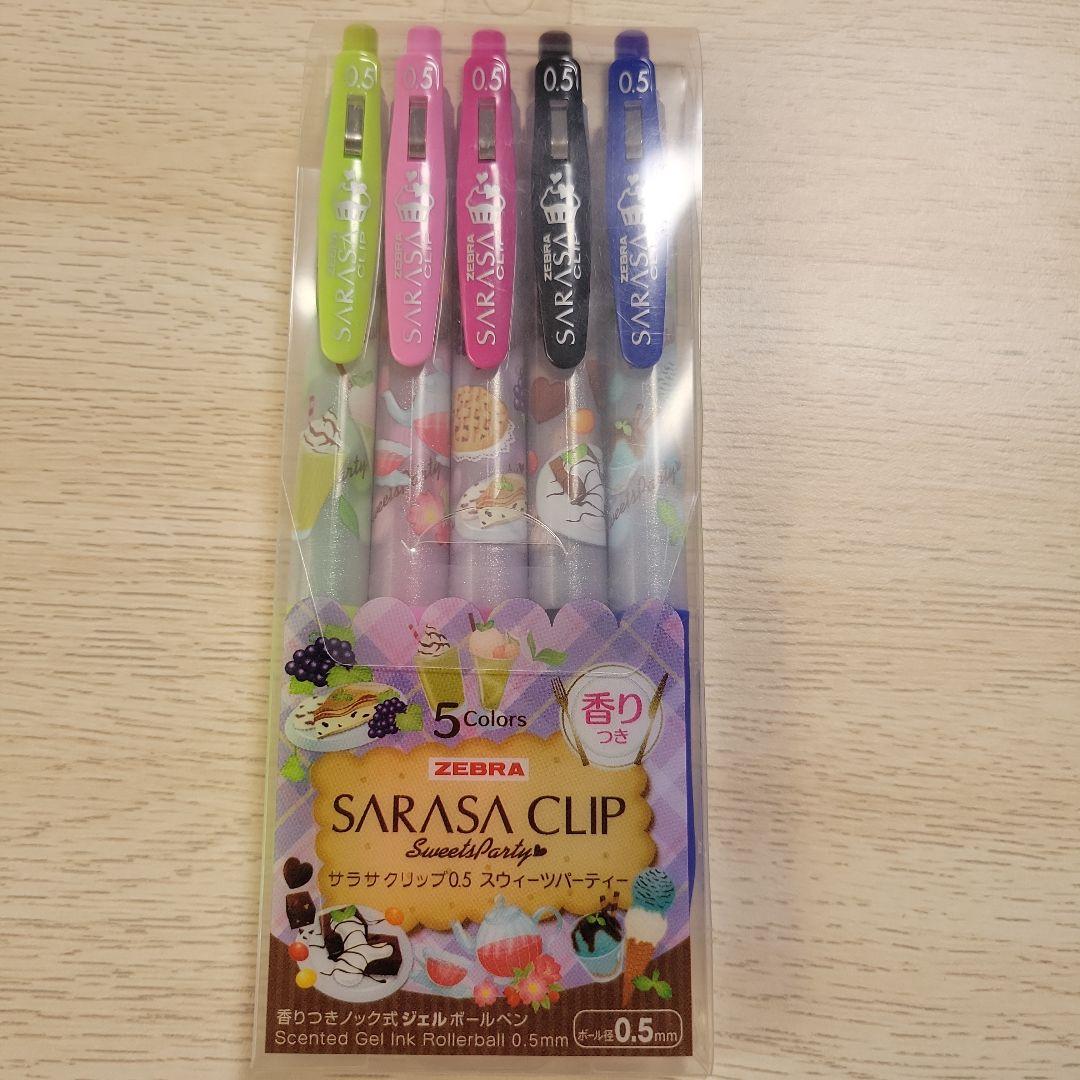 0.5 0.5 0.5 0.5 0.5
ZEBRA SARASA CLIP
ZEBRA SARASA CLIP
ZEBRA SARASA CLIP
ZEBRA SARASA CLIP
ZEBRA SARASA CLIP
SweetsParty
SweetsParty
5 Colors
香り
つき
ZEBRA
SARASA CLIP
SweetsParty
サラサクリップ0.5 スウィーツパーティー
香りつきノック式ジェルボールペン
Scented Gel Ink Rollerball 0.5mm
ボール径0.5mm